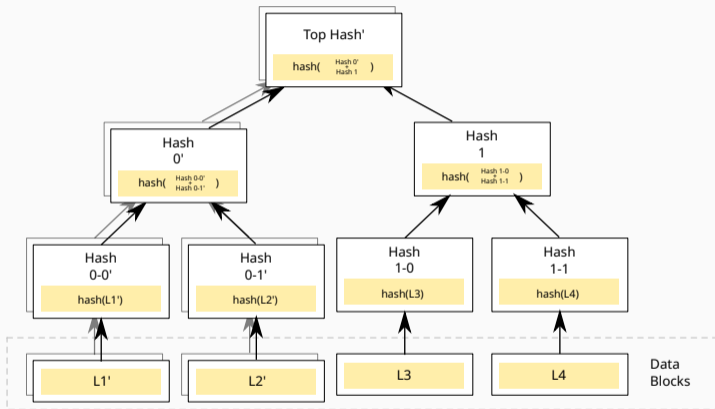 Top Hash'
hash( Hash 0' + Hash 1 )
Hash
0'
hash( Hash 0-0' + Hash 0-1' )
Hash
1
hash( Hash 1-0 + Hash 1-1 )
Hash
0-0'
hash(L1')
Hash
0-1'
hash(L2')
Hash
1-0
hash(L3)
Hash
1-1
hash(L4)
L1'
L2'
L3
L4
Data
Blocks